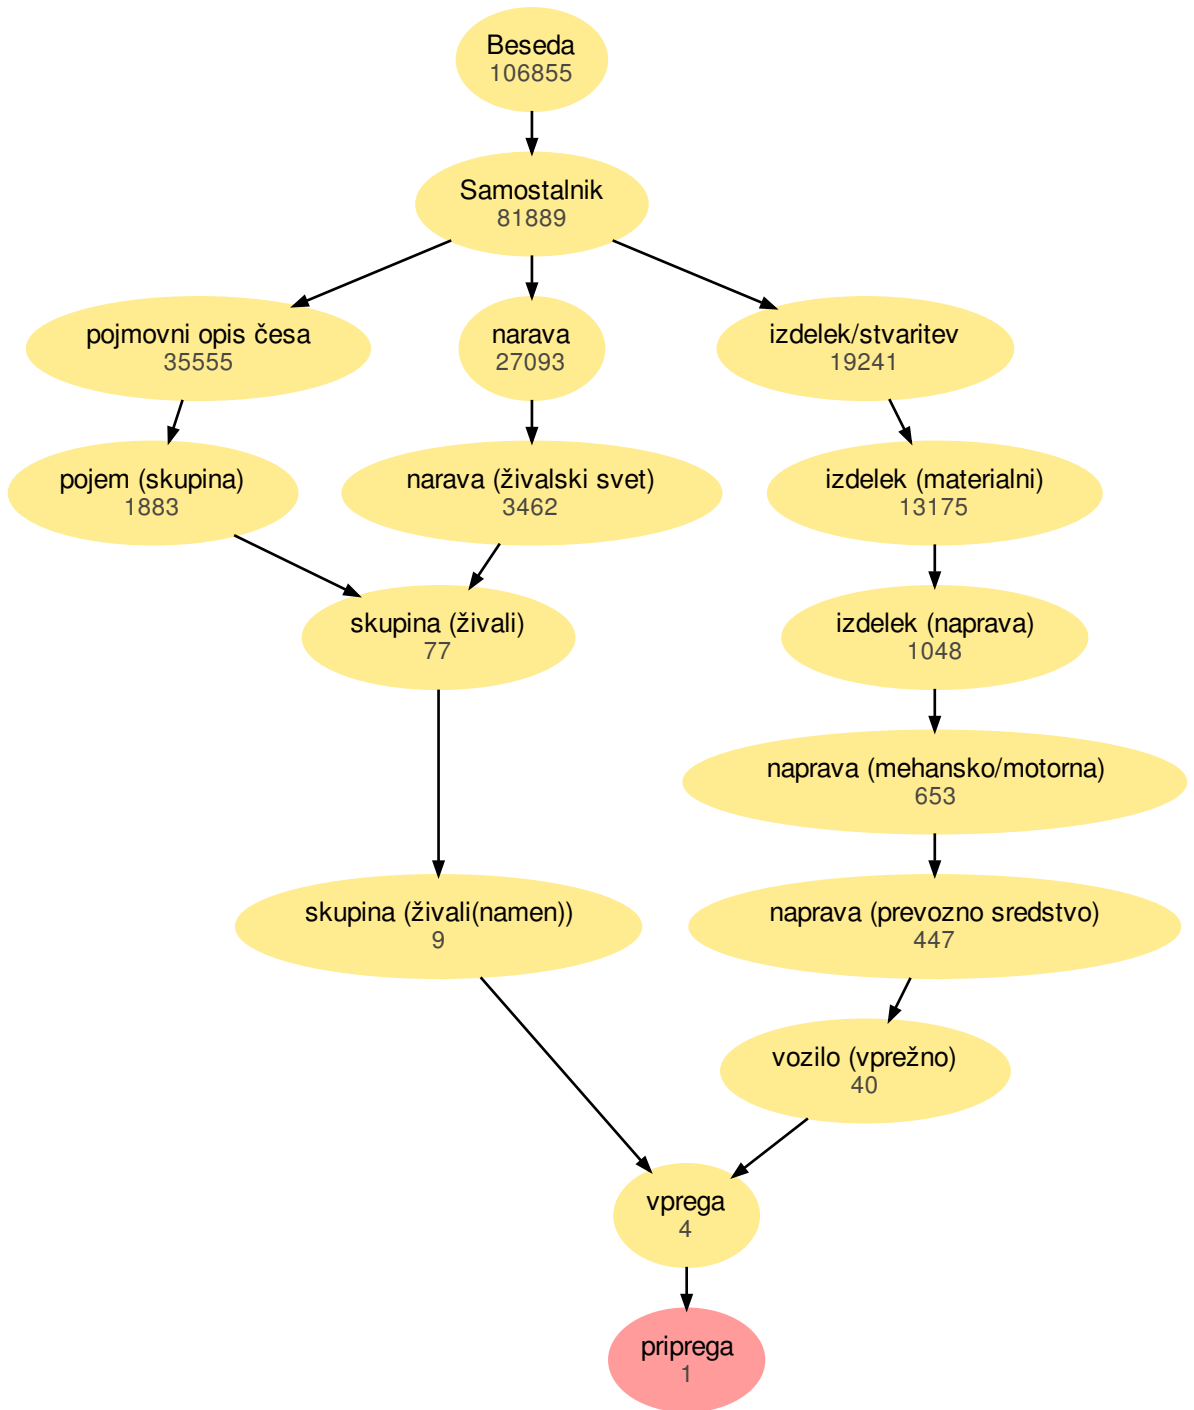 Beseda
106855
Samostalnik
81889
pojmovni opis česa
35555
narava
27093
izdelek/stvaritev
19241
pojem (skupina)
1883
narava (živalski svet)
3462
izdelek (materialni)
13175
skupina (živali)
77
izdelek (naprava)
1048
naprava (mehansko/motorna)
653
skupina (živali(namen))
9
naprava (prevozno sredstvo)
447
vozilo (vprežno)
40
vprega
4
priprega
1